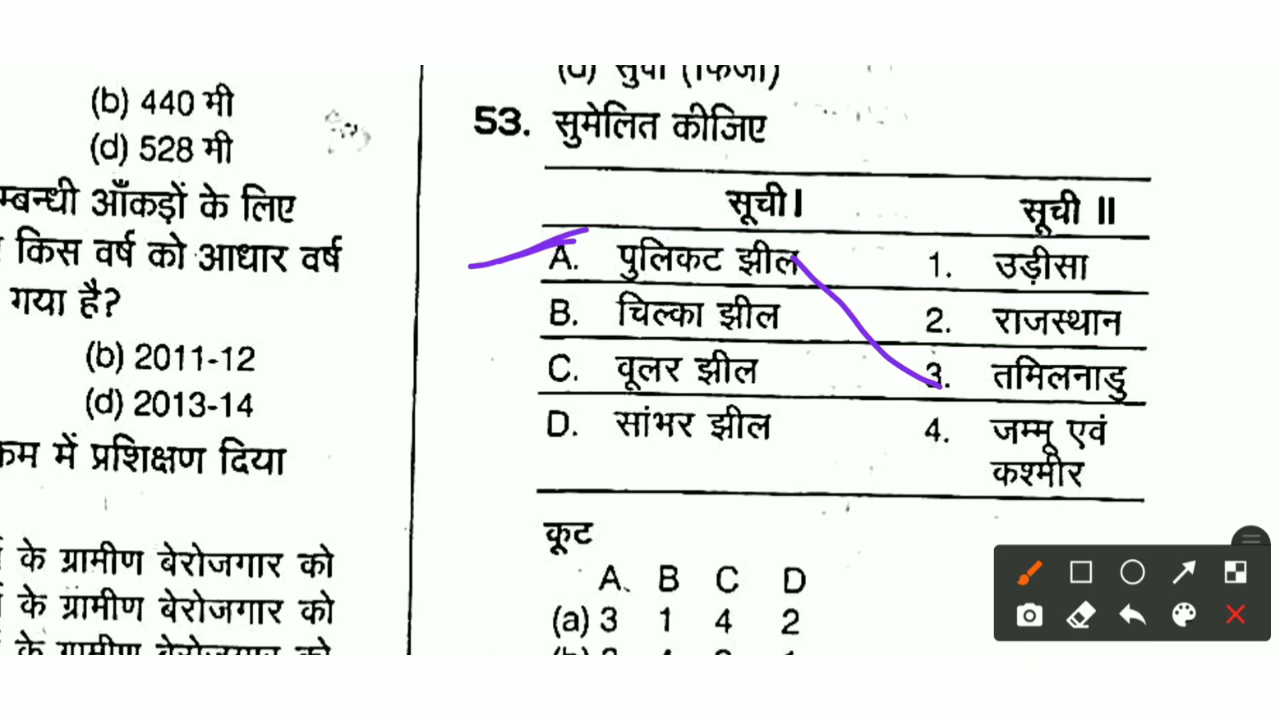 (b) 440 मी
(d) 528 मी
म्बन्धी आँकड़ों के लिए
किस वर्ष को आधार वर्ष
गया है?
(b) 2011-12
(d) 2013-14
में प्रशिक्षण दिया
के ग्रामीण बेरोजगार को
के ग्रामीण बेरोजगार को
के ग्रामीण बेरोजगार को
53. सुमेलित कीजिए
सूची I सूची II
A. पुलिकट झील 1. उड़ीसा
B. चिल्का झील 2. राजस्थान
C. वूलर झील 3. तमिलनाडु
D. सांभर झील 4. जम्मू एवं
कश्मीर
कूट
A B C D
(a) 3 1 4 2